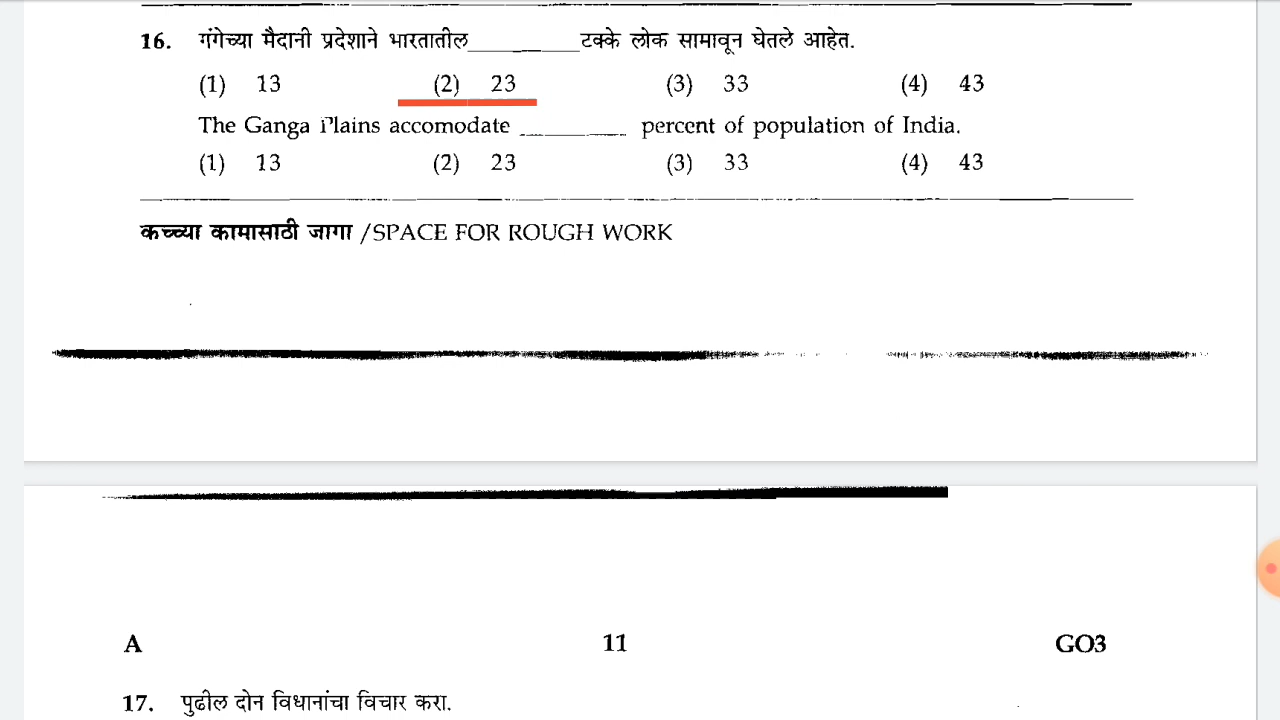 16. गंगेच्या मैदानी प्रदेशाने भारतातील________टक्के लोक सामावून घेतले आहेत.
(1) 13 (2) 23 (3) 33 (4) 43
The Ganga Plains accomodate ________ percent of population of India.
(1) 13 (2) 23 (3) 33 (4) 43
कच्च्या कामासाठी जागा /SPACE FOR ROUGH WORK
A 11 GO3
17. पुढील दोन विधानांचा विचार करा.